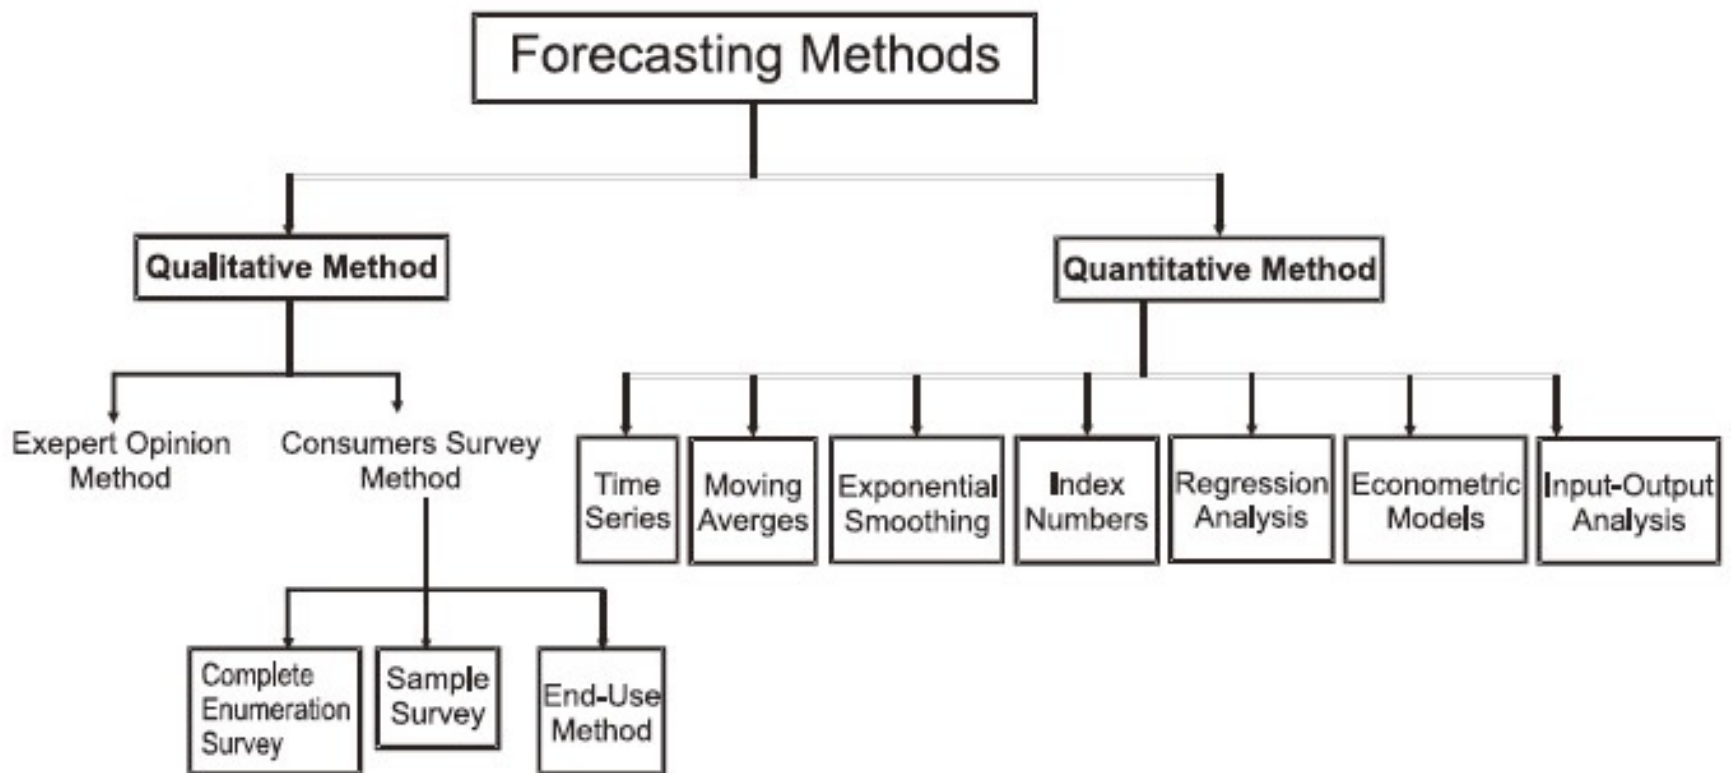 Forecasting Methods
Qualitative Method
Quantitative Method
Exepert Opinion
Method
Consumers Survey
Method
Time
Series
Moving
Averges
Exponential
Smoothing
Index
Numbers
Regression
Analysis
Econometric
Models
Input-Output
Analysis
Complete
Enumeration
Survey
Sample
Survey
End-Use
Method